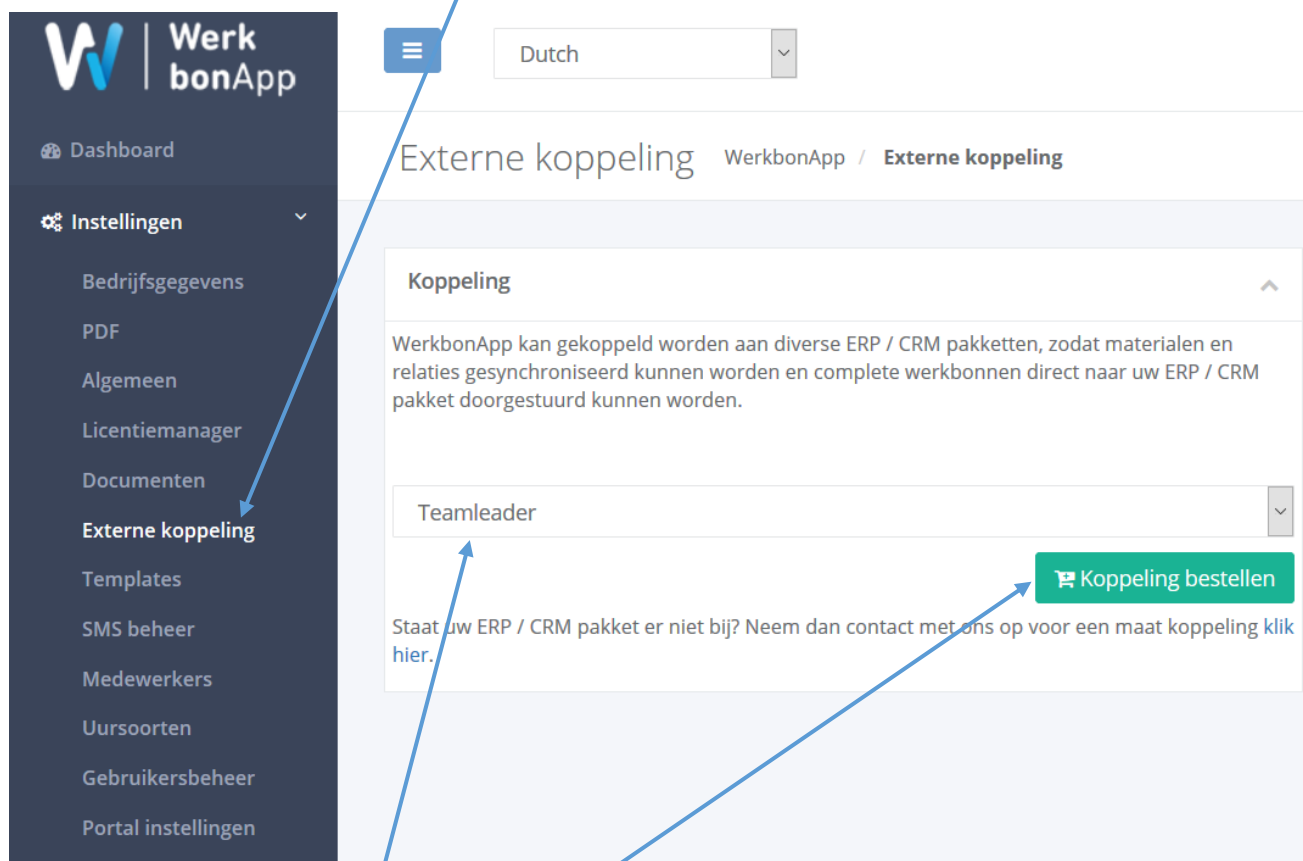 Werk
bonApp
Dutch
Dashboard
Externe koppeling WerkbonApp / Externe koppeling
Instellingen
Bedrijfsgegevens
PDF
Algemeen
Licentiemanager
Documenten
Externe koppeling
Templates
SMS beheer
Medewerkers
Uursoorten
Gebruikersbeheer
Portal instellingen
Koppeling
WerkbonApp kan gekoppeld worden aan diverse ERP / CRM pakketten, zodat materialen en
relaties gesynchroniseerd kunnen worden en complete werkbonnen direct naar uw ERP / CRM
pakket doorgestuurd kunnen worden.
Teamleader
Koppeling bestellen
Staat uw ERP / CRM pakket er niet bij? Neem dan contact met ons op voor een maat koppeling klik
hier.